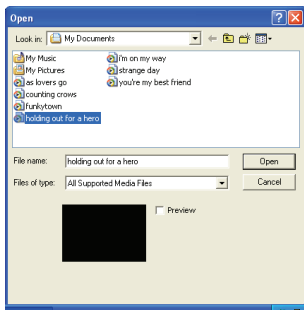 Open
Look in: My Documents
My Music
My Pictures
as lovers go
counting crows
funkytown
holding out for a hero
i'm on my way
strange day
you're my best friend
File name: holding out for a hero Open
Files of type: All Supported Media Files Cancel
Preview